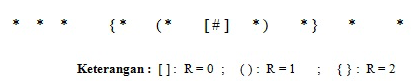 * * * { * ( * [ # ] * ) * } * *
Keterangan : [ ] : R = 0 ; ( ) : R = 1 ; { } : R = 2